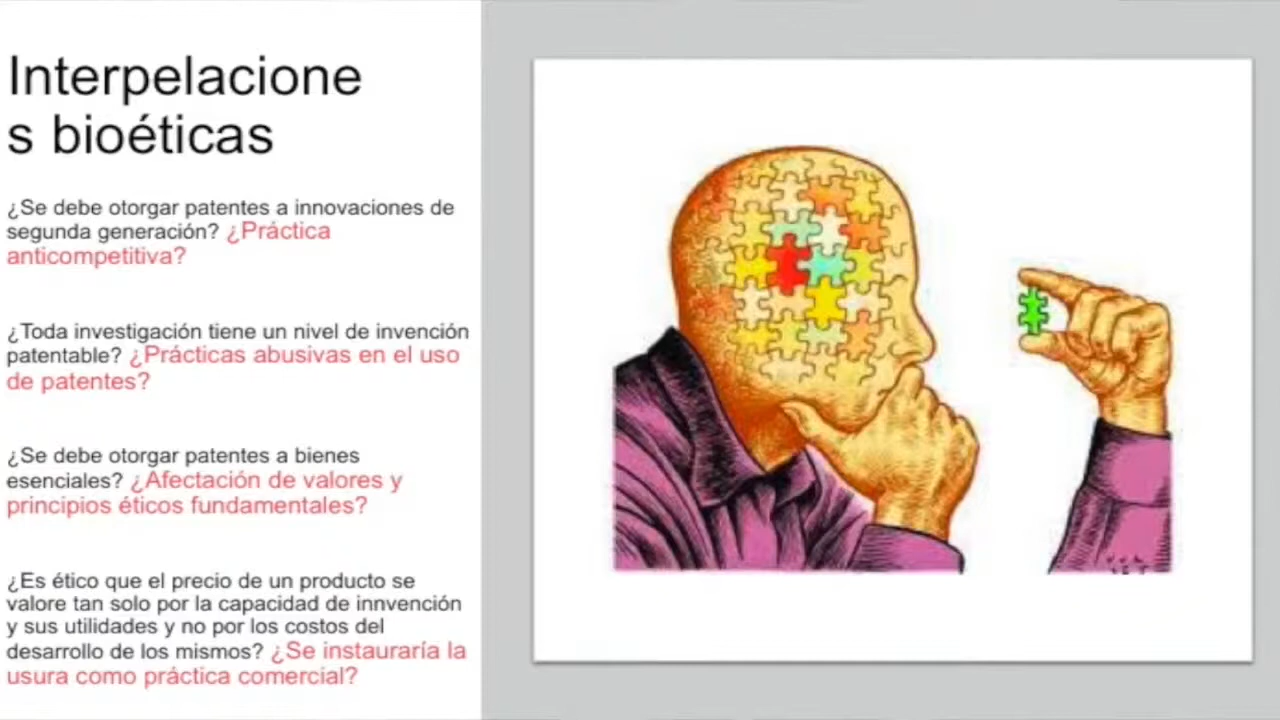 Interpelacione
s bioéticas
¿Se debe otorgar patentes a innovaciones de
segunda generación? ¿Práctica
anticompetitiva?
¿Toda investigación tiene un nivel de invención
patentable? ¿Prácticas abusivas en el uso
de patentes?
¿Se debe otorgar patentes a bienes
esenciales? ¿Afectación de valores y
principios éticos fundamentales?
¿Es ético que el precio de un producto se
valore tan solo por la capacidad de innvención
y sus utilidades y no por los costos del
desarrollo de los mismos? ¿Se instauraría la
usura como práctica comercial?